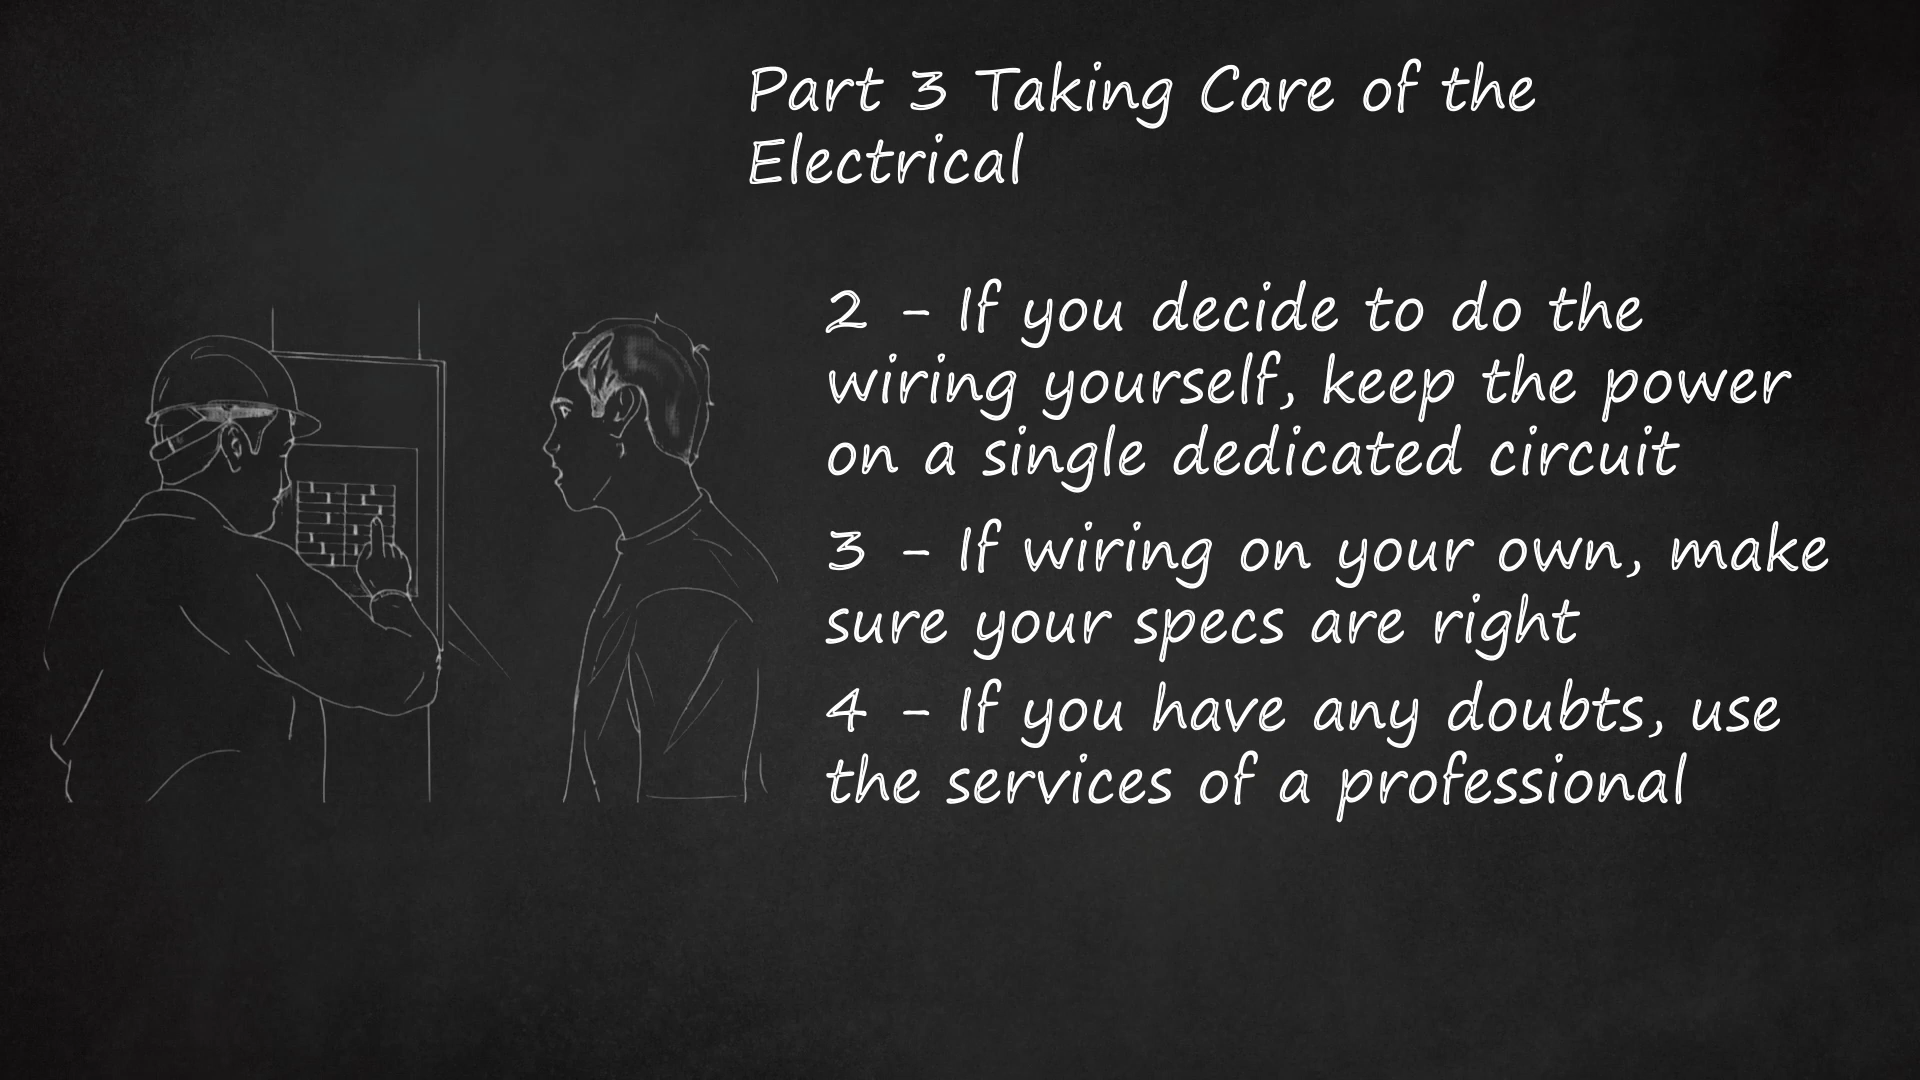 Part 3 Taking Care of the
Electrical
2 - If you decide to do the
wiring yourself, keep the power
on a single dedicated circuit
3 - If wiring on your own, make
sure your specs are right
4 - If you have any doubts, use
the services of a professional